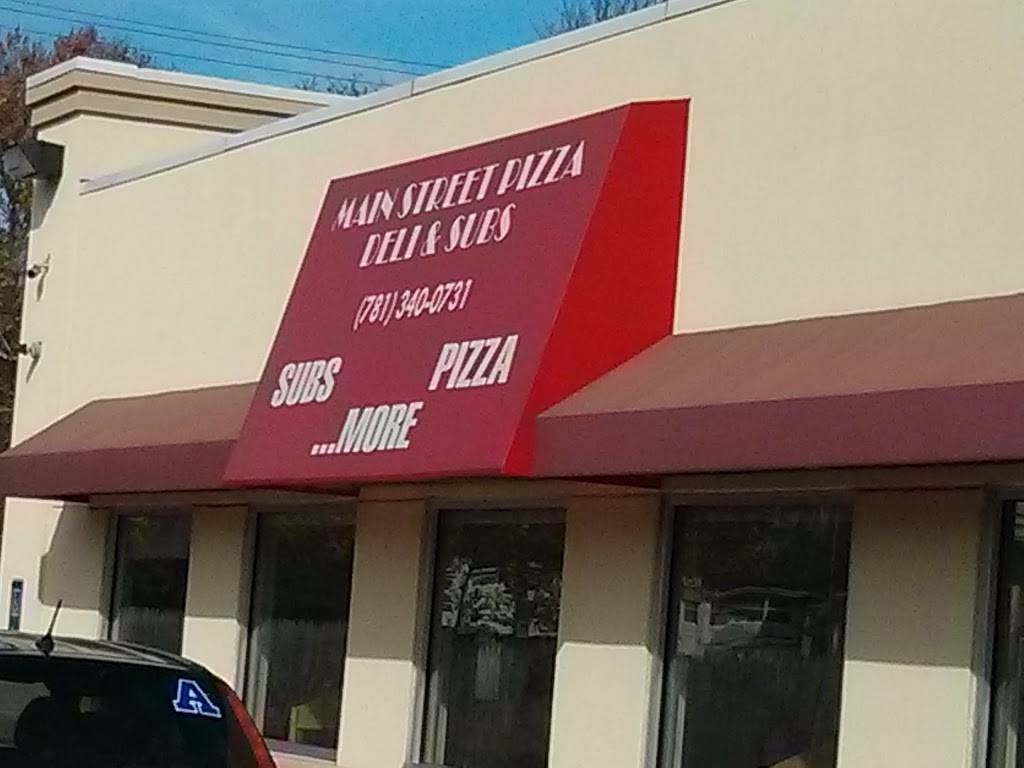 MAIN STREET PIZZA
DELI & SUBS
(781) 340-0731
SUBS PIZZA
...MORE
A